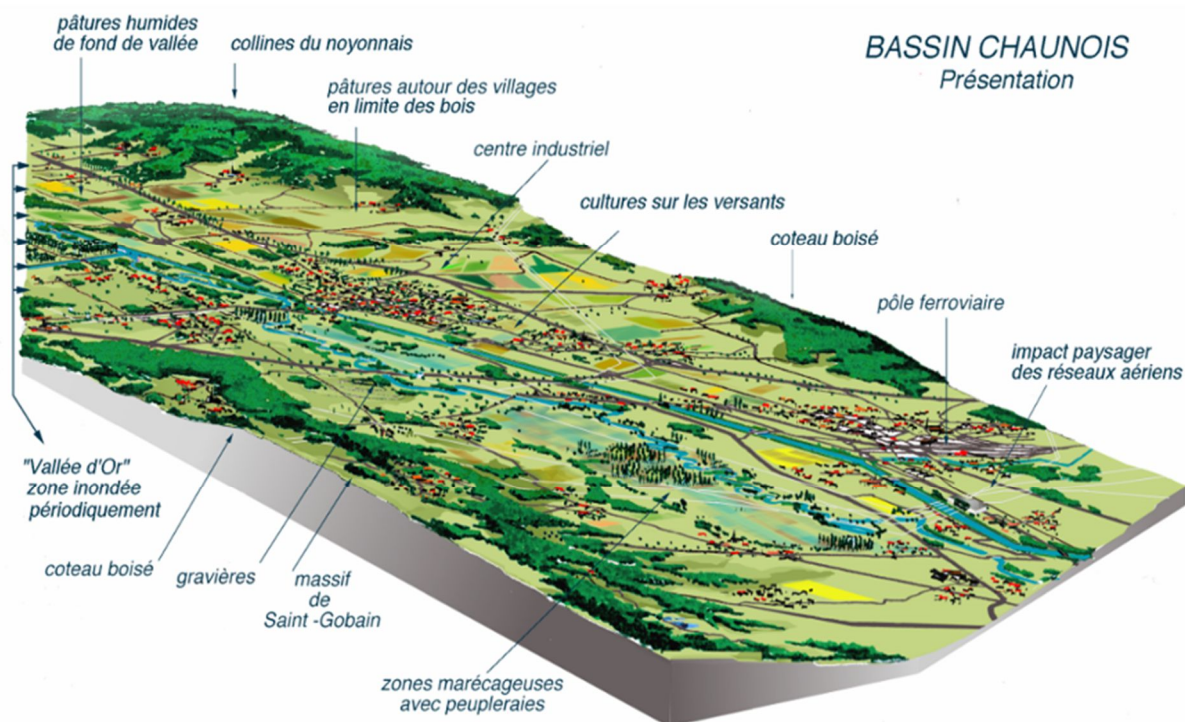 BASSIN CHAUNOIS
Présentation
pâtures humides
de fond de vallée
collines du noyonnais
pâtures autour des villages
en limite des bois
centre industriel
cultures sur les versants
coteau boisé
pôle ferroviaire
impact paysager
des réseaux aériens
"Vallée d'Or"
zone inondée
périodiquement
coteau boisé
gravières
massif
de
Saint -Gobain
zones marécageuses
avec peupleraies